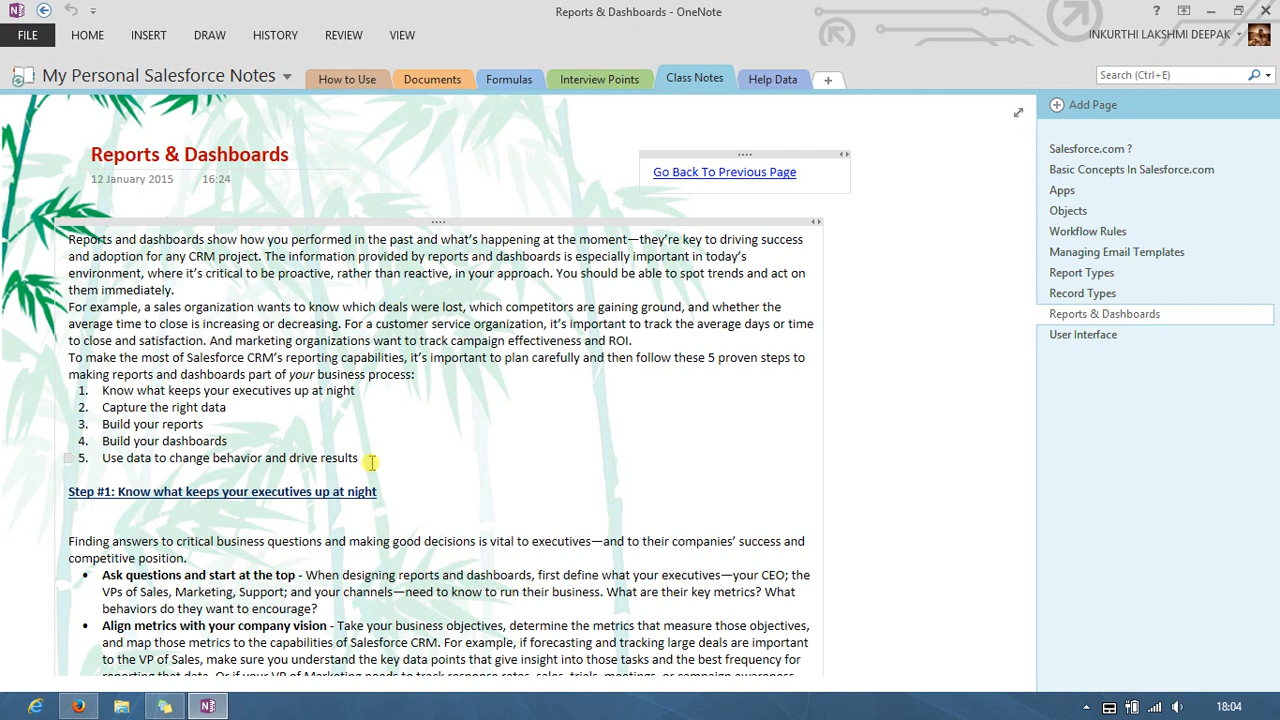 Reports & Dashboards - OneNote
?
FILE
HOME
INSERT
DRAW
HISTORY
REVIEW
VIEW
INKURTHI LAKSHMI DEEPAK
My Personal Salesforce Notes
How to Use
Documents
Formulas
Interview Points
Class Notes
Help Data
+
Search (Ctrl+E)
Reports & Dashboards
12 January 2015 16:24
Go Back To Previous Page
Reports and dashboards show how you performed in the past and what’s happening at the moment—they’re key to driving success
and adoption for any CRM project. The information provided by reports and dashboards is especially important in today’s
environment, where it’s critical to be proactive, rather than reactive, in your approach. You should be able to spot trends and act on
them immediately.
For example, a sales organization wants to know which deals were lost, which competitors are gaining ground, and whether the
average time to close is increasing or decreasing. For a customer service organization, it’s important to track the average days or time
to close and satisfaction. And marketing organizations want to track campaign effectiveness and ROI.
To make the most of Salesforce CRM’s reporting capabilities, it’s important to plan carefully and then follow these 5 proven steps to
making reports and dashboards part of your business process:
1. Know what keeps your executives up at night
2. Capture the right data
3. Build your reports
4. Build your dashboards
5. Use data to change behavior and drive results
Step #1: Know what keeps your executives up at night
Finding answers to critical business questions and making good decisions is vital to executives—and to their companies’ success and
competitive position.
• Ask questions and start at the top - When designing reports and dashboards, first define what your executives—your CEO; the
VPs of Sales, Marketing, Support; and your channels—need to know to run their business. What are their key metrics? What
behaviors do they want to encourage?
• Align metrics with your company vision - Take your business objectives, determine the metrics that measure those objectives,
and map those metrics to the capabilities of Salesforce CRM. For example, if forecasting and tracking large deals are important
to the VP of Sales, make sure you understand the key data points that give insight into those tasks and the best frequency for
reporting that data. Or if your VP of Marketing needs to track response rates, sales, trials, meetings, or campaign awareness
Add Page
Salesforce.com ?
Basic Concepts In Salesforce.com
Apps
Objects
Workflow Rules
Managing Email Templates
Report Types
Record Types
Reports & Dashboards
User Interface
18:04